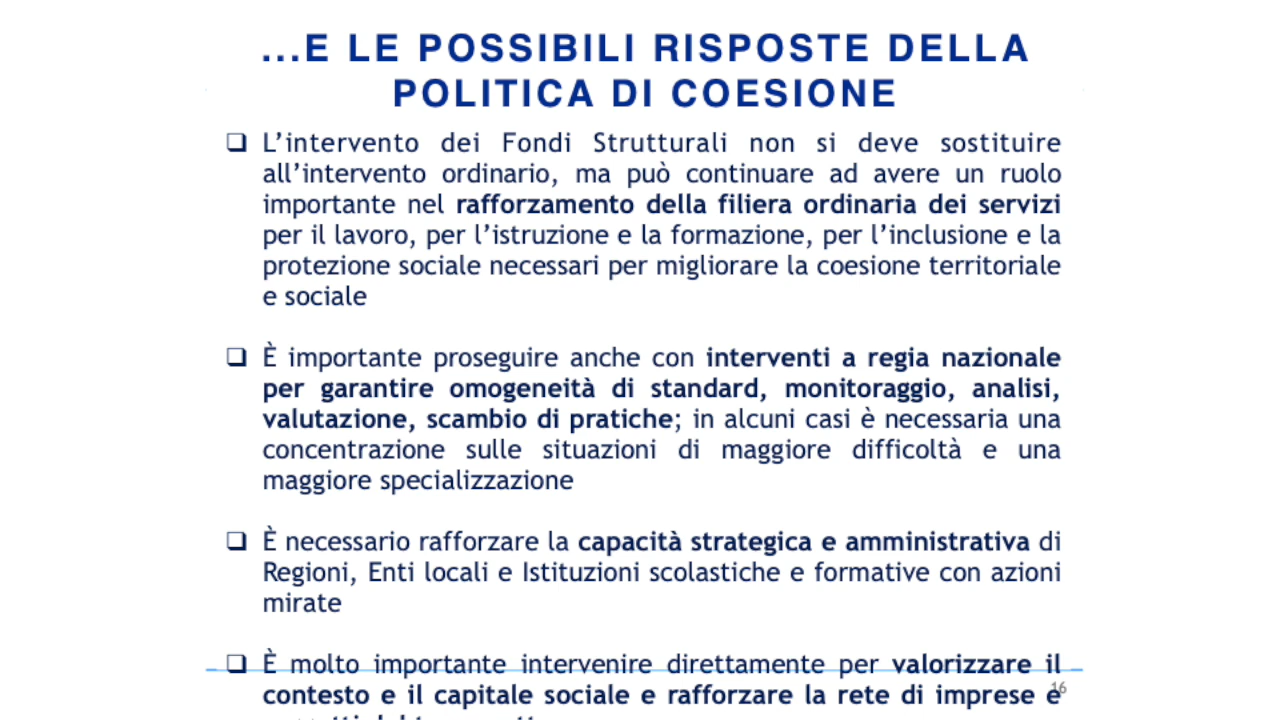 ...E LE POSSIBILI RISPOSTE DELLA
POLITICA DI COESIONE
❑ L’intervento dei Fondi Strutturali non si deve sostituire
all’intervento ordinario, ma può continuare ad avere un ruolo
importante nel rafforzamento della filiera ordinaria dei servizi
per il lavoro, per l’istruzione e la formazione, per l’inclusione e la
protezione sociale necessari per migliorare la coesione territoriale
e sociale
❑ È importante proseguire anche con interventi a regia nazionale
per garantire omogeneità di standard, monitoraggio, analisi,
valutazione, scambio di pratiche; in alcuni casi è necessaria una
concentrazione sulle situazioni di maggiore difficoltà e una
maggiore specializzazione
❑ È necessario rafforzare la capacità strategica e amministrativa di
Regioni, Enti locali e Istituzioni scolastiche e formative con azioni
mirate
❑ È molto importante intervenire direttamente per valorizzare il
contesto e il capitale sociale e rafforzare la rete di imprese e
16